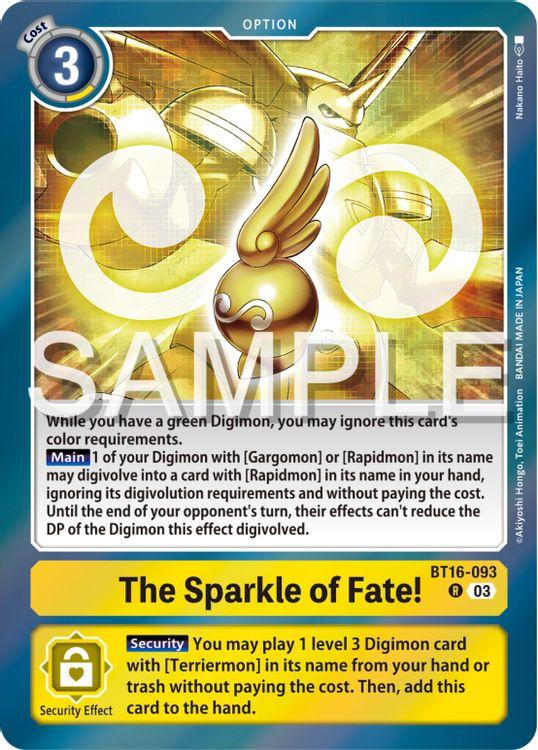 OPTION
Cost
3
Nakano Haito
SAMPLE
©Akiyoshi Hongo, Toei Animation BANDAI MADE IN JAPAN
While you have a green Digimon, you may ignore this card's
color requirements.
Main 1 of your Digimon with [Gargomon] or [Rapidmon] in its name
may digivolve into a card with [Rapidmon] in its name in your hand,
ignoring its digivolution requirements and without paying the cost.
Until the end of your opponent's turn, their effects can't reduce the
DP of the Digimon this effect digivolved.
BT16-093
The Sparkle of Fate!
R 03
Security You may play 1 level 3 Digimon card
with [Terriermon] in its name from your hand or
trash without paying the cost. Then, add this
card to the hand.
Security Effect